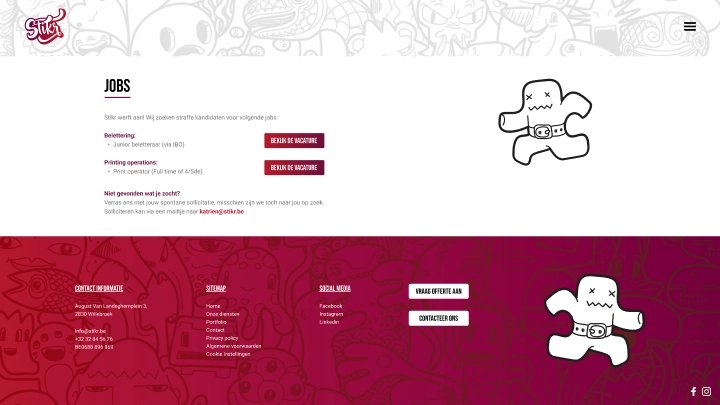 Stikr
JOBS
Stikr werft aan! Wij zoeken straffe kandidaten voor volgende jobs
Belettering:
• Junior beletteraar (via IBO)
BEKIJK DE VACATURE
Printing operations:
• Print operator (Full time of 4/5de)
BEKIJK DE VACATURE
Niet gevonden wat je zocht?
Verras ons met jouw spontane sollicitatie, misschien zijn we toch naar jou op zoek.
Solliciteren kan via een mailtje naar katrien@stikr.be
CONTACT INFORMATIE
August Van Landeghemplein 3,
2830 Willebroek
info@stikr.be
+32 32 84 56 76
BE0688 896 869
SITEMAP
Home
Onze diensten
Portfolio
Contact
Privacy policy
Algemene voorwaarden
Cookie Instellingen
SOCIAL MEDIA
Facebook
Instagram
Linkedin
VRAAG OFFERTE AAN
CONTACTEER ONS